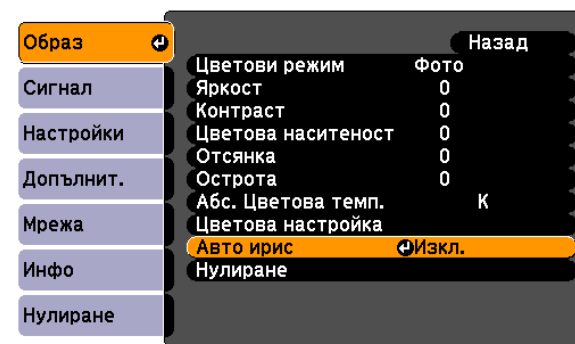 Образ
Сигнал
Настройки
Допълнит.
Мрежа
Инфо
Нулиране
Назад
Цветови режим Фото
Яркост 0
Контраст 0
Цветова наситеност 0
Отсянка 0
Острота 0
Абс. Цветова темп. K
Цветова настройка
Авто ирис Изкл.
Нулиране